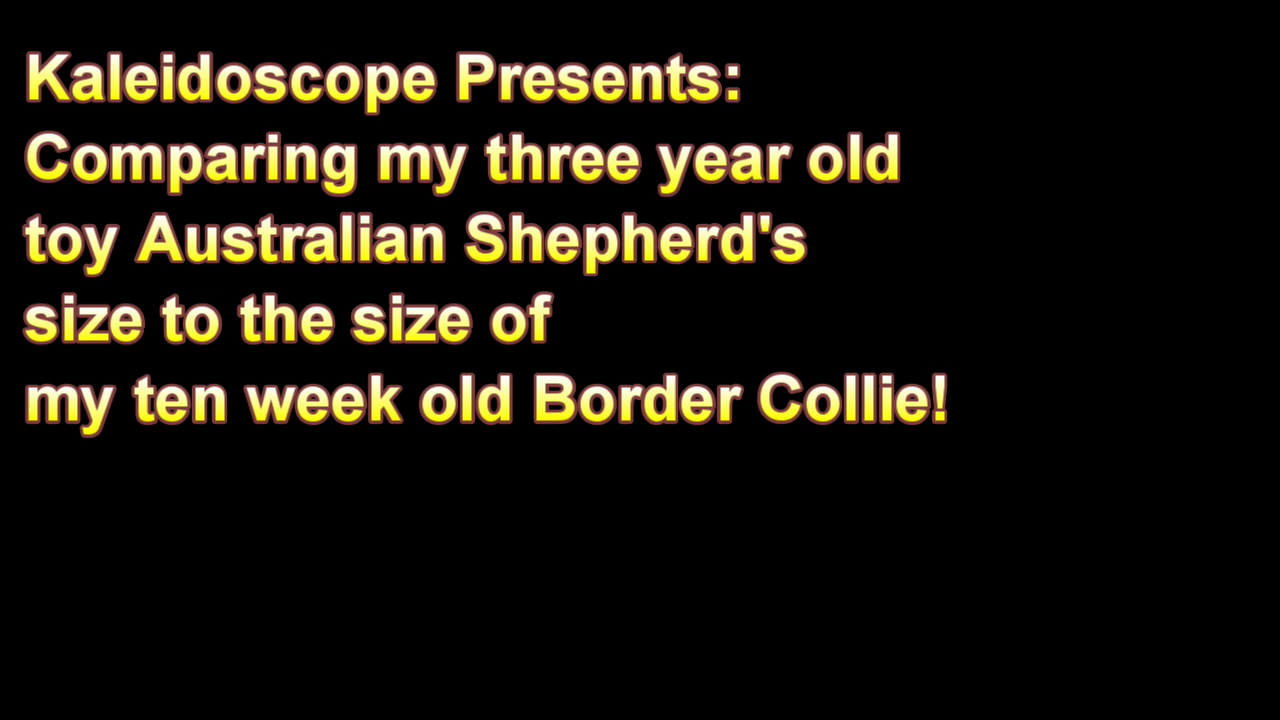 Kaleidoscope Presents:
Comparing my three year old
toy Australian Shepherd's
size to the size of
my ten week old Border Collie!